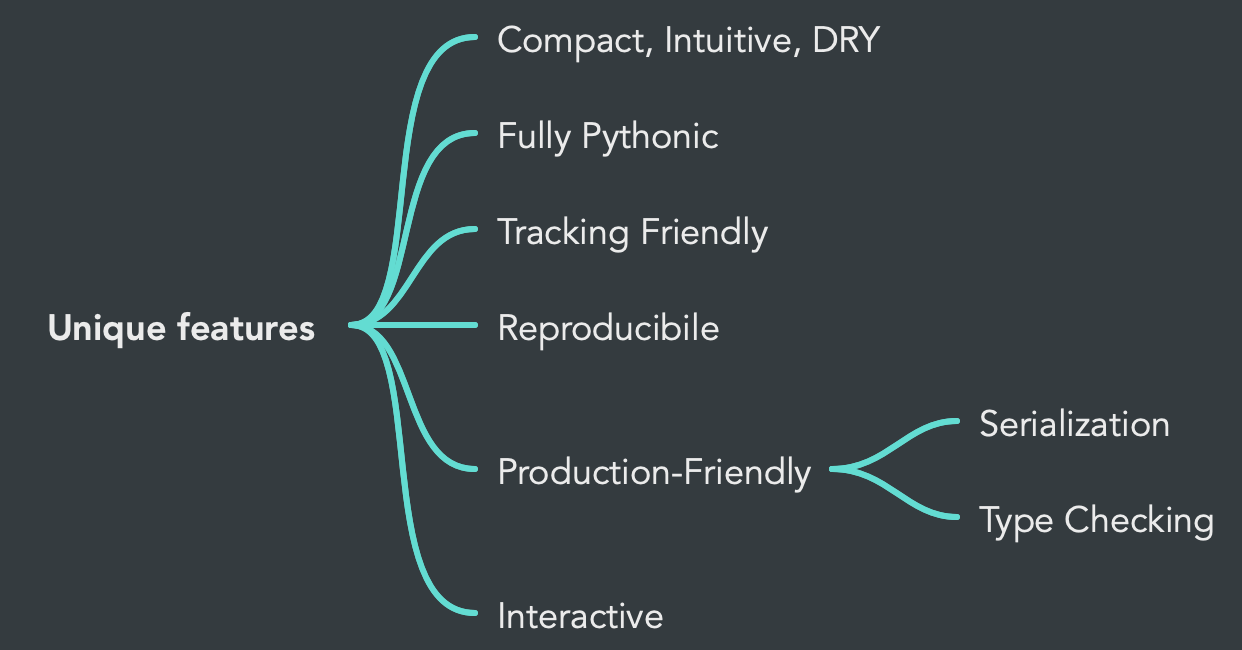 Compact, Intuitive, DRY
Fully Pythonic
Tracking Friendly
Unique features
Reproducibile
Serialization
Production-Friendly
Type Checking
Interactive